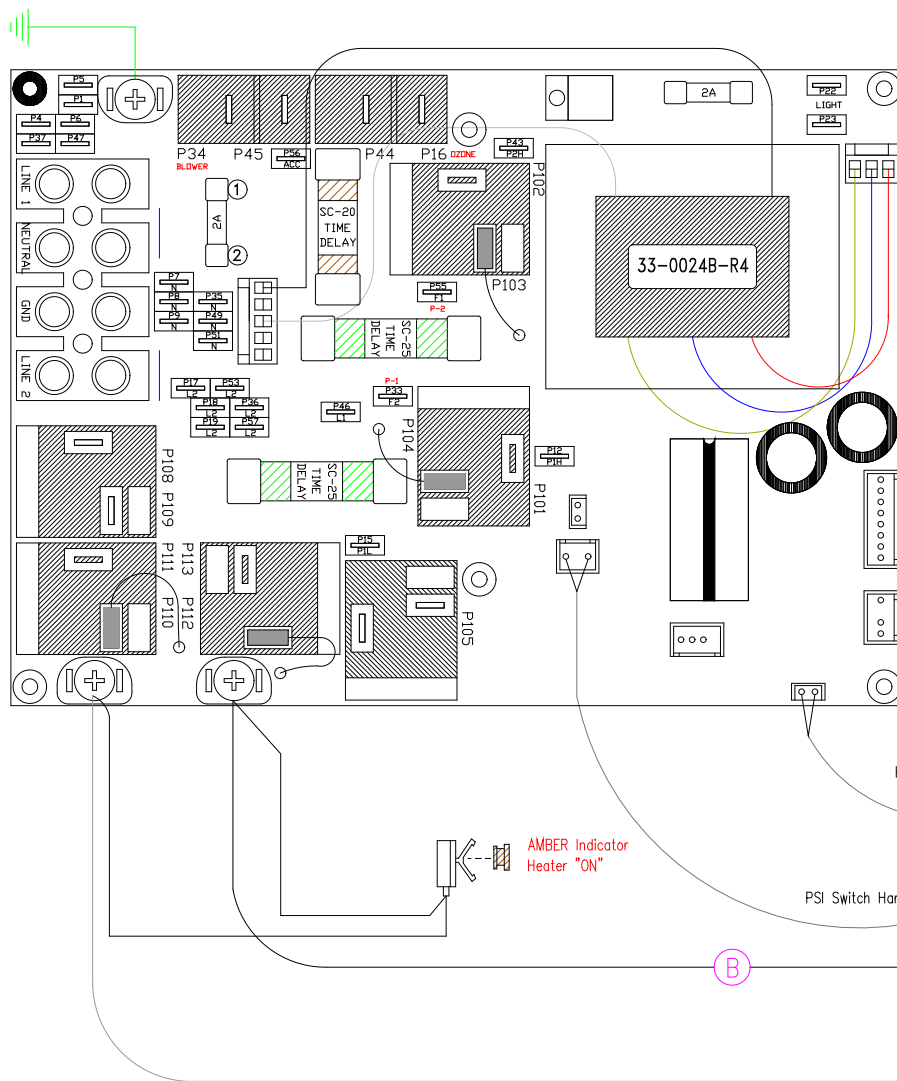 P5
P1
P4
P6
P37
P47
P34
P45
BLOWER
P56
ACC
P44
P16
OZONE
P43
P2H
2A
P22
LIGHT
P23
LINE 1
NEUTRAL
GND
LINE 2
1
2A
2
SC-20
TIME
DELAY
P102
P103
33-0024B-R4
P7
N
P8
N
P35
N
P9
N
P49
N
P51
N
P55
F1
P-2
SC-25
TIME
DELAY
P17
L2
P53
L2
P18
L2
P36
L2
P19
L2
P57
L2
P46
L1
P-1
P33
F2
P104
P101
P12
P1H
SC-25
TIME
DELAY
P108
P109
P111
P110
P113
P112
P15
P1L
P105
AMBER Indicator
Heater "ON"
PSI Switch Har
B